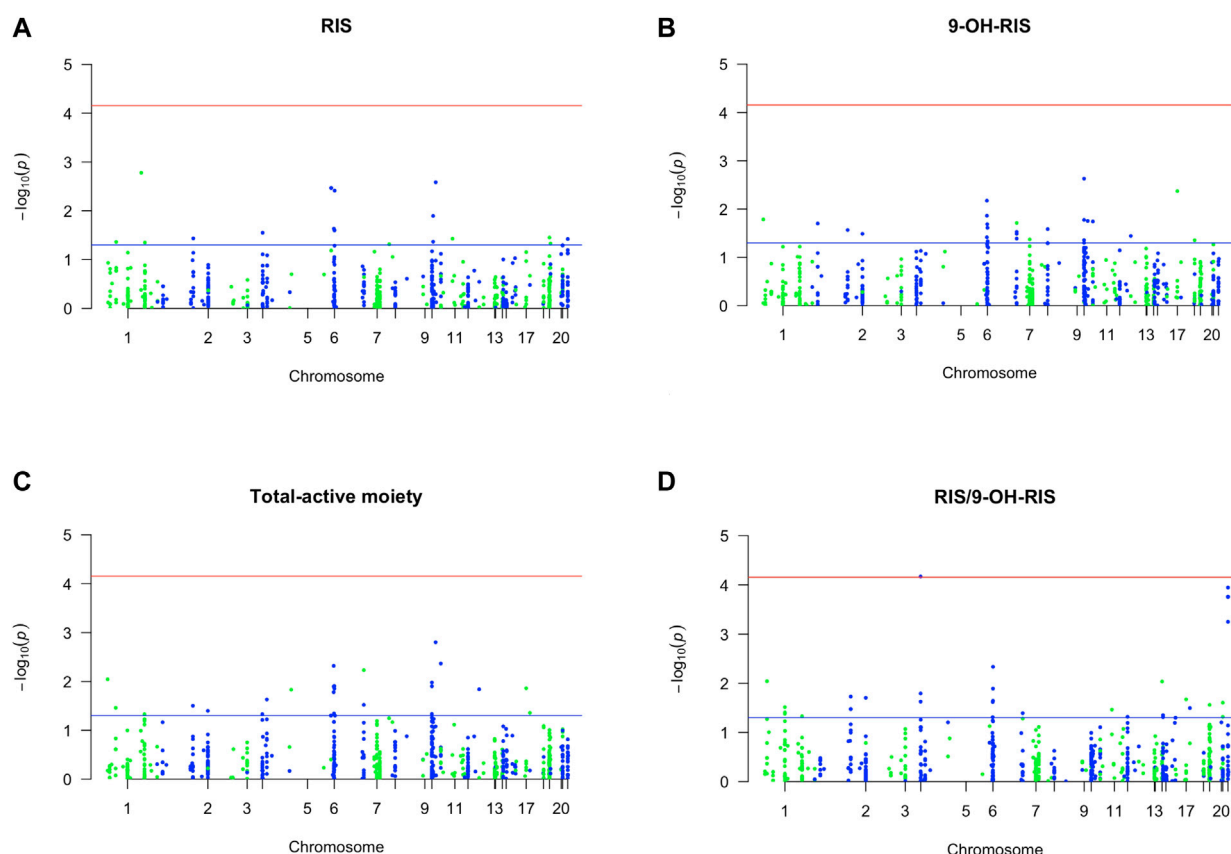 A
RIS
5
4
3
2
1
0
−log10(p)
1 2 3 5 6 7 9 11 13 17 20
Chromosome
B
9-OH-RIS
5
4
3
2
1
0
−log10(p)
1 2 3 5 6 7 9 11 13 17 20
Chromosome
C
Total-active moiety
5
4
3
2
1
0
−log10(p)
1 2 3 5 6 7 9 11 13 17 20
Chromosome
D
RIS/9-OH-RIS
5
4
3
2
1
0
−log10(p)
1 2 3 5 6 7 9 11 13 17 20
Chromosome